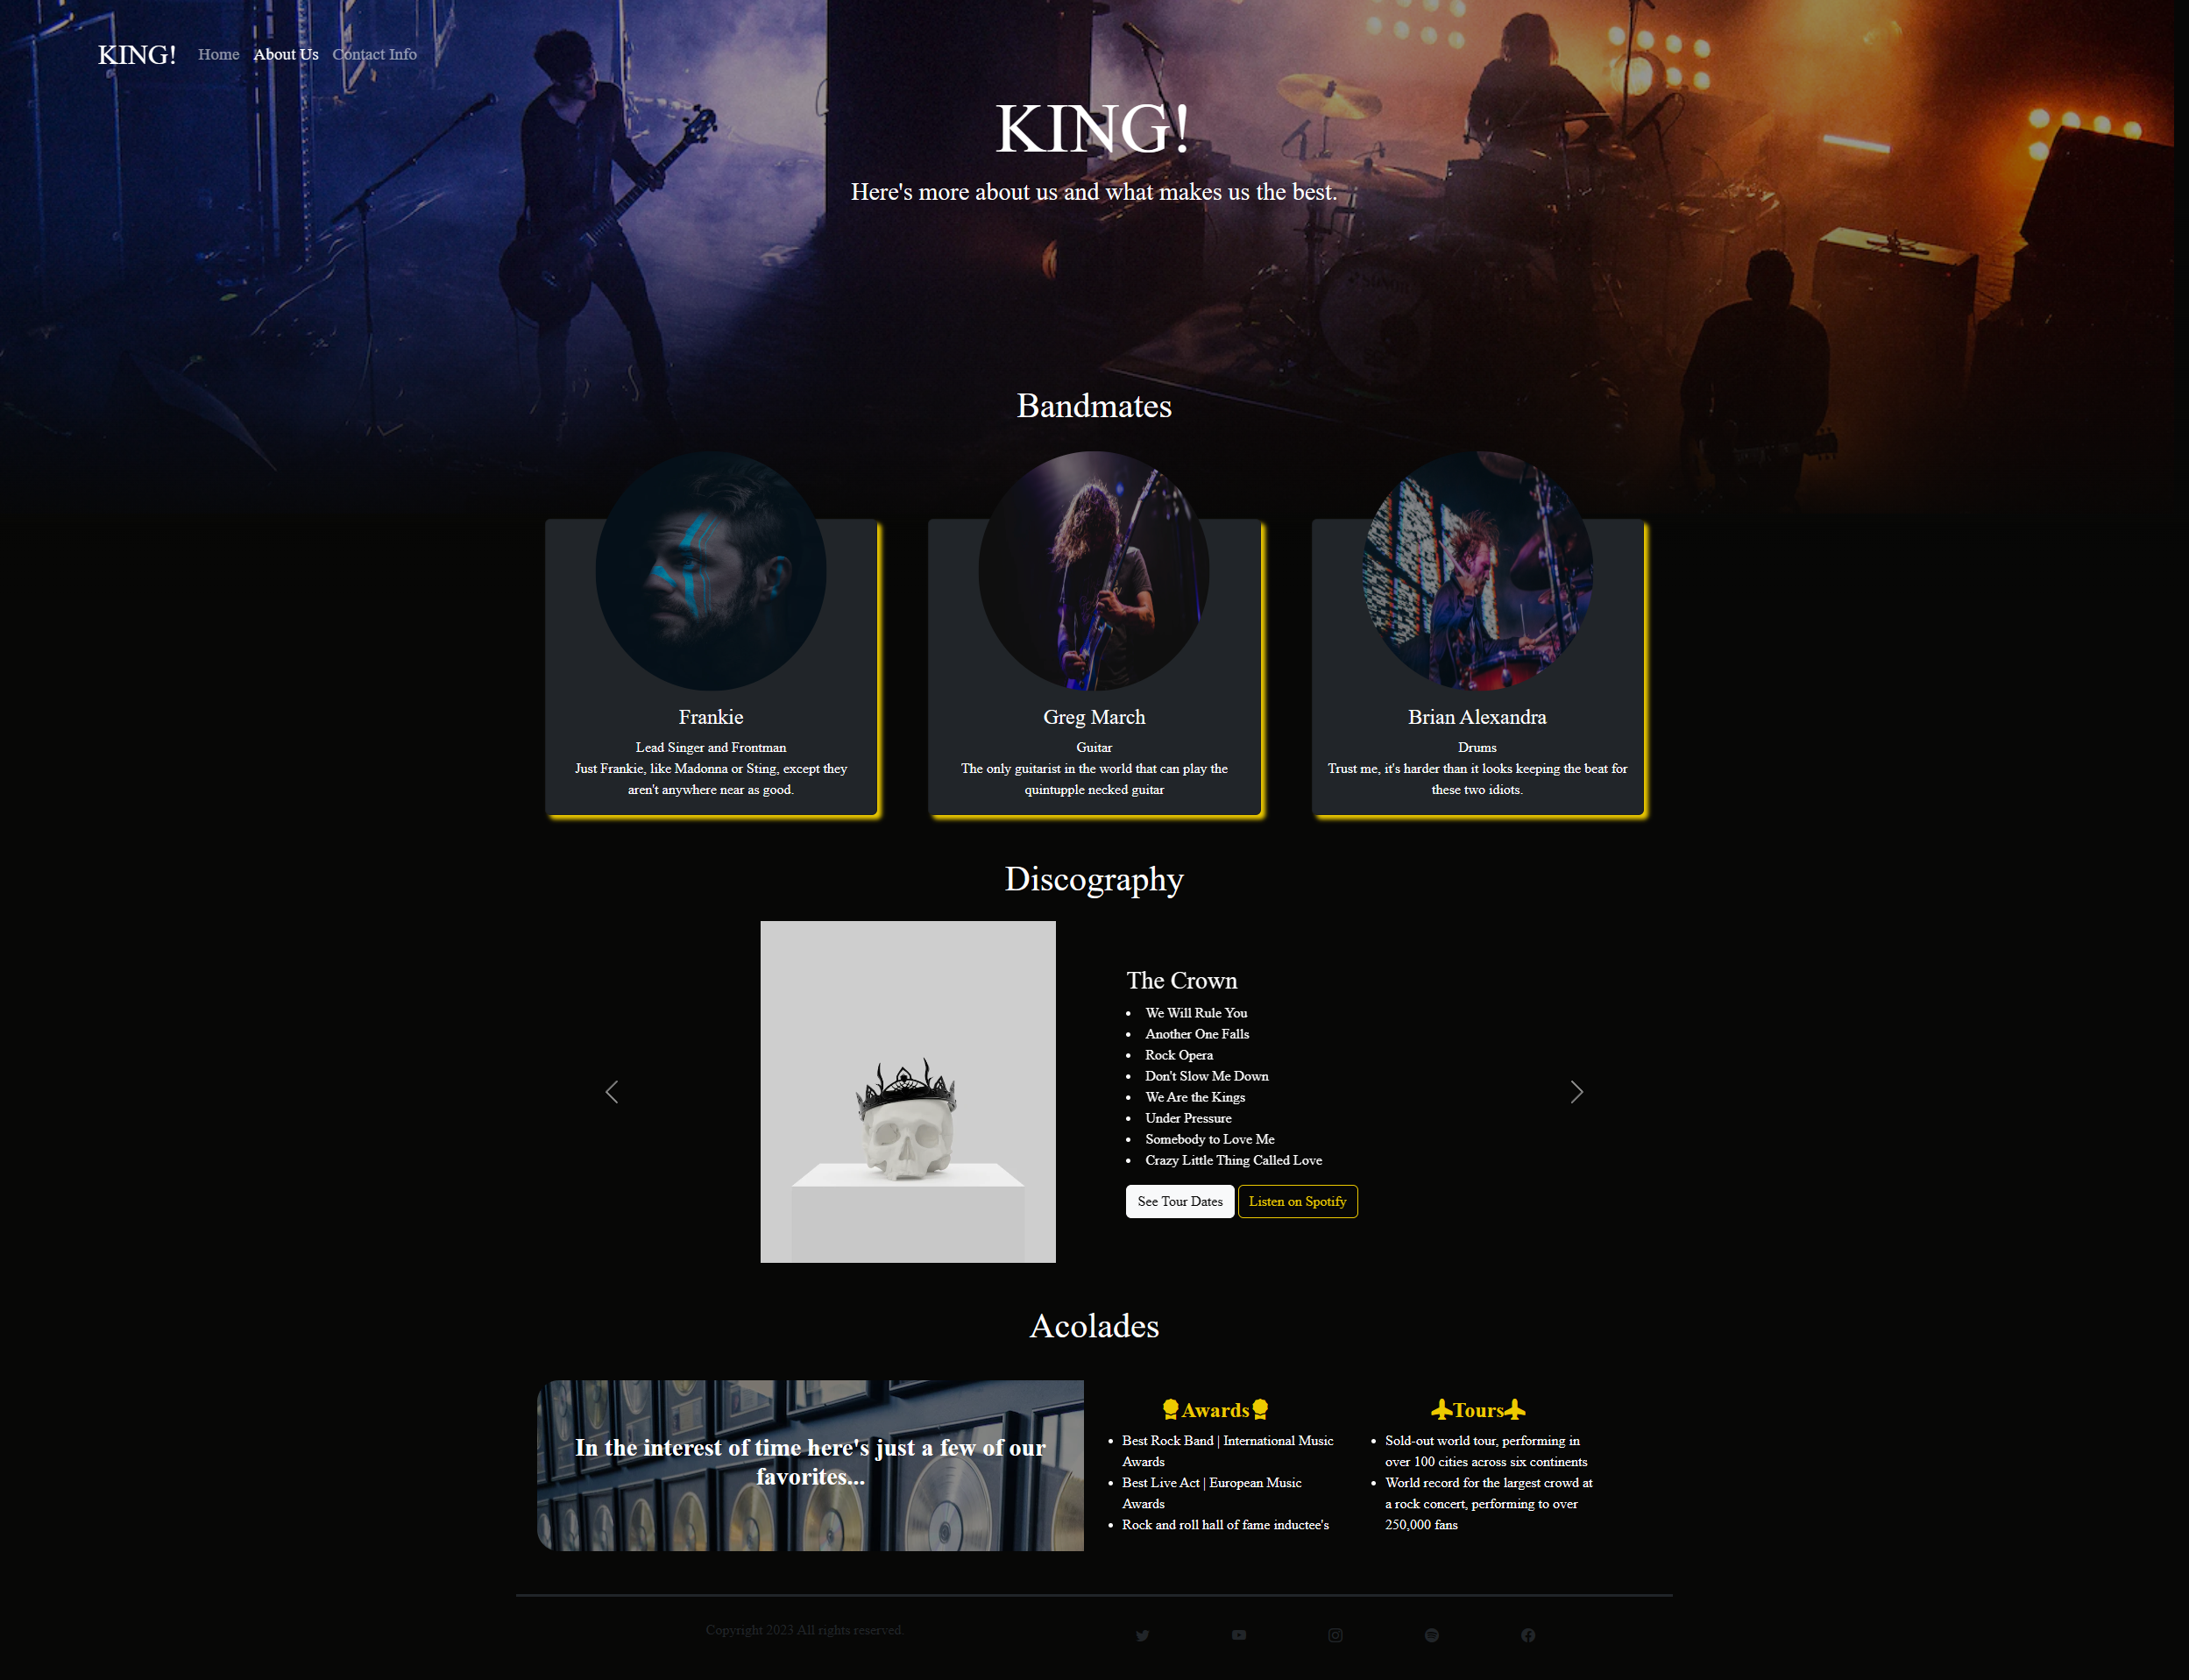 KING! Home About Us Contact Info
KING!
Here's more about us and what makes us the best.
Bandmates
Frankie
Lead Singer and Frontman
Just Frankie, like Madonna or Sting, except they
aren't anywhere near as good.
Greg March
Guitar
The only guitarist in the world that can play the
quintupple necked guitar
Brian Alexandra
Drums
Trust me, it's harder than it looks keeping the beat for
these two idiots.
Discography
The Crown
We Will Rule You
Another One Falls
Rock Opera
Don't Slow Me Down
We Are the Kings
Under Pressure
Somebody to Love Me
Crazy Little Thing Called Love
See Tour Dates
Listen on Spotify
Acolades
In the interest of time here's just a few of our
favorites...
Awards
Best Rock Band | International Music
Awards
Best Live Act | European Music
Awards
Rock and roll hall of fame inductee's
Tours
Sold-out world tour, performing in
over 100 cities across six continents
World record for the largest crowd at
a rock concert, performing to over
250,000 fans
Copyright 2023 All rights reserved.